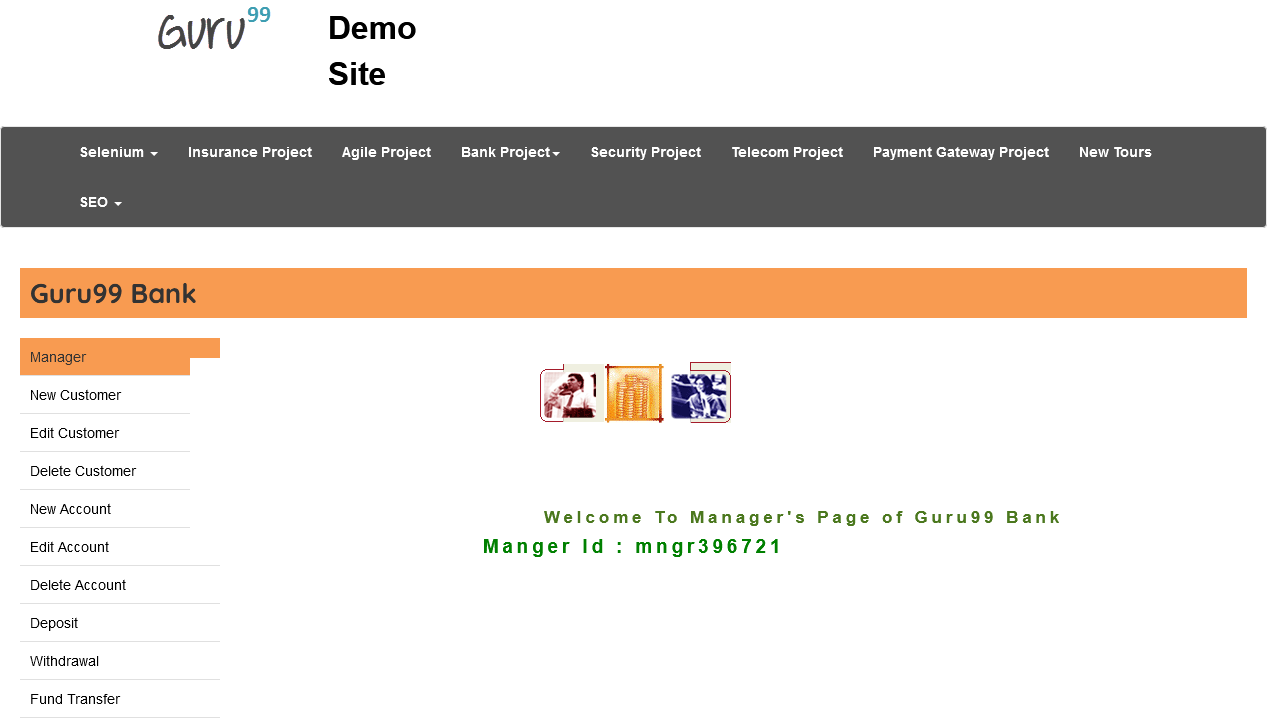 Guru99
Demo
Site
Selenium
Insurance Project
Agile Project
Bank Project
Security Project
Telecom Project
Payment Gateway Project
New Tours
SEO
Guru99 Bank
Manager
New Customer
Edit Customer
Delete Customer
New Account
Edit Account
Delete Account
Deposit
Withdrawal
Fund Transfer
Welcome To Manager's Page of Guru99 Bank
Manger Id : mngr396721